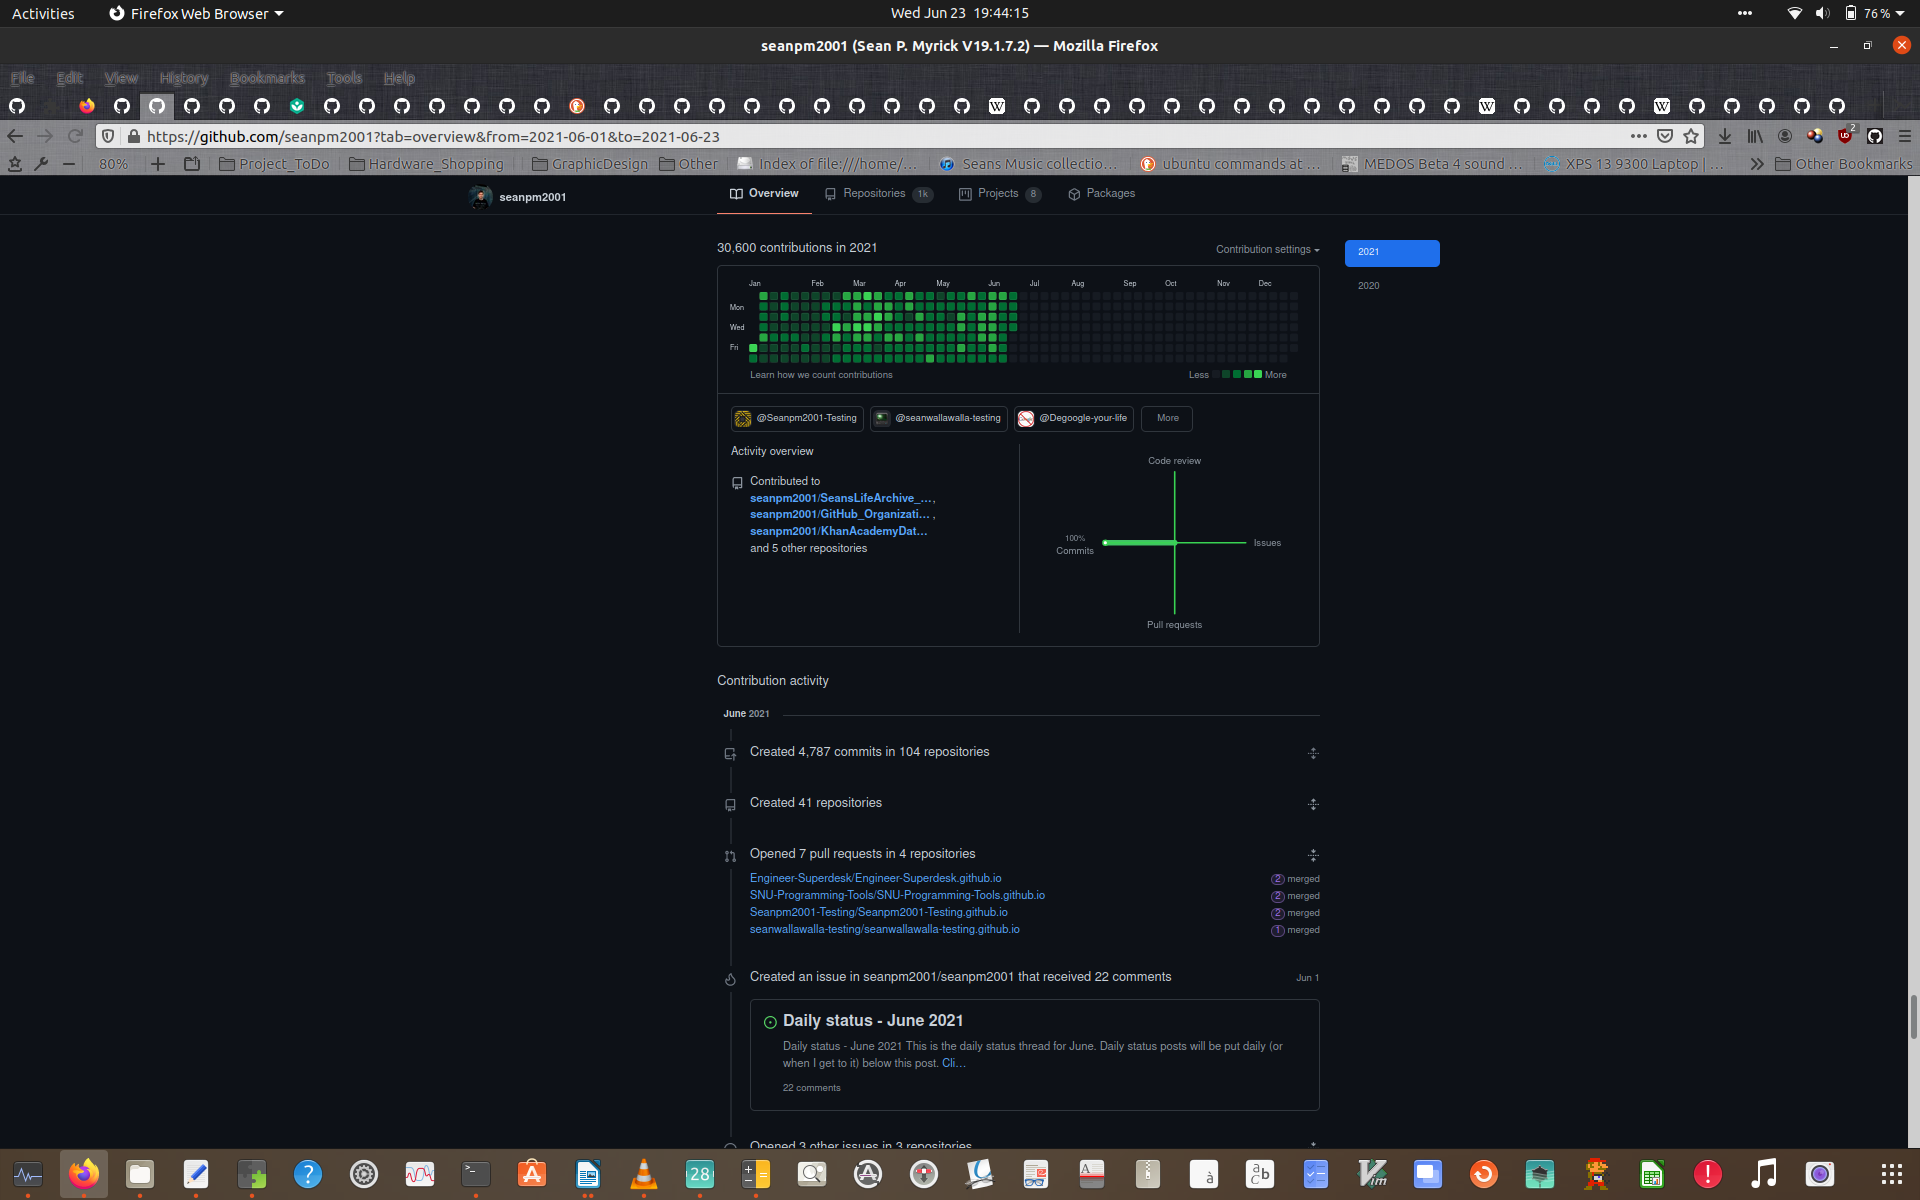 Activities
Firefox Web Browser
Wed Jun 23 19:44:15
76 %
seanpm2001 (Sean P. Myrick V19.1.7.2) — Mozilla Firefox
File Edit View History Bookmarks Tools Help
https://github.com/seanpm2001?tab=overview&from=2021-06-01&to=2021-06-23
2
80%
Project_ToDo
Hardware_Shopping
GraphicDesign
Other
Index of file:///home/…
Seans Music collectio…
ubuntu commands at …
MEDOS Beta 4 sound …
XPS 13 9300 Laptop | …
Other Bookmarks
seanpm2001
Overview
Repositories 1k
Projects 8
Packages
30,600 contributions in 2021
Contribution settings
2021
2020
Jan Feb Mar Apr May Jun Jul Aug Sep Oct Nov Dec
Mon
Wed
Fri
Learn how we count contributions
Less More
@Seanpm2001-Testing
@seanwallawalla-testing
@Degoogle-your-life
More
Activity overview
Contributed to
seanpm2001/SeansLifeArchive_… ,
seanpm2001/GitHub_Organizati… ,
seanpm2001/KhanAcademyDat…
and 5 other repositories
Code review
100%
Commits
Issues
Pull requests
Contribution activity
June 2021
Created 4,787 commits in 104 repositories
Created 41 repositories
Opened 7 pull requests in 4 repositories
Engineer-Superdesk/Engineer-Superdesk.github.io 2 merged
SNU-Programming-Tools/SNU-Programming-Tools.github.io 2 merged
Seanpm2001-Testing/Seanpm2001-Testing.github.io 2 merged
seanwallawalla-testing/seanwallawalla-testing.github.io 1 merged
Created an issue in seanpm2001/seanpm2001 that received 22 comments Jun 1
Daily status - June 2021
Daily status - June 2021 This is the daily status thread for June. Daily status posts will be put daily (or
when I get to it) below this post. Cli…
22 comments
Opened 3 other issues in 3 repositories
28